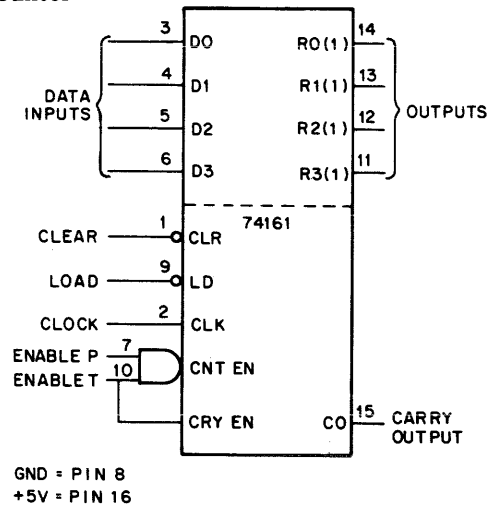 3 D0 R0(1) 14
4 D1 R1(1) 13
DATA INPUTS
OUTPUTS
5 D2 R2(1) 12
6 D3 R3(1) 11
74161
CLEAR 1 CLR
LOAD 9 LD
CLOCK 2 CLK
ENABLE P 7
ENABLE T 10
CNT EN
CRY EN CO 15 CARRY OUTPUT
GND = PIN 8
+5V = PIN 16